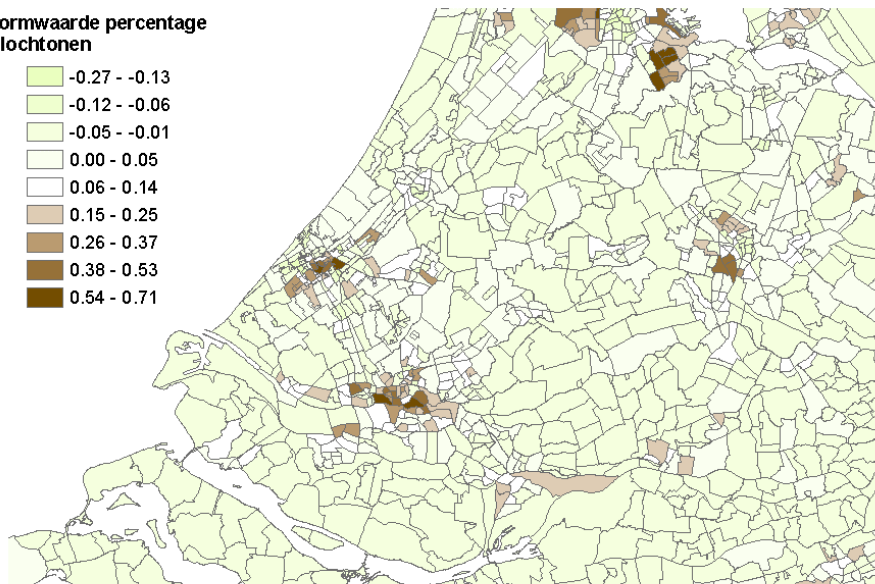 ormwaarde percentage
lochtonen
-0.27 - -0.13
-0.12 - -0.06
-0.05 - -0.01
0.00 - 0.05
0.06 - 0.14
0.15 - 0.25
0.26 - 0.37
0.38 - 0.53
0.54 - 0.71